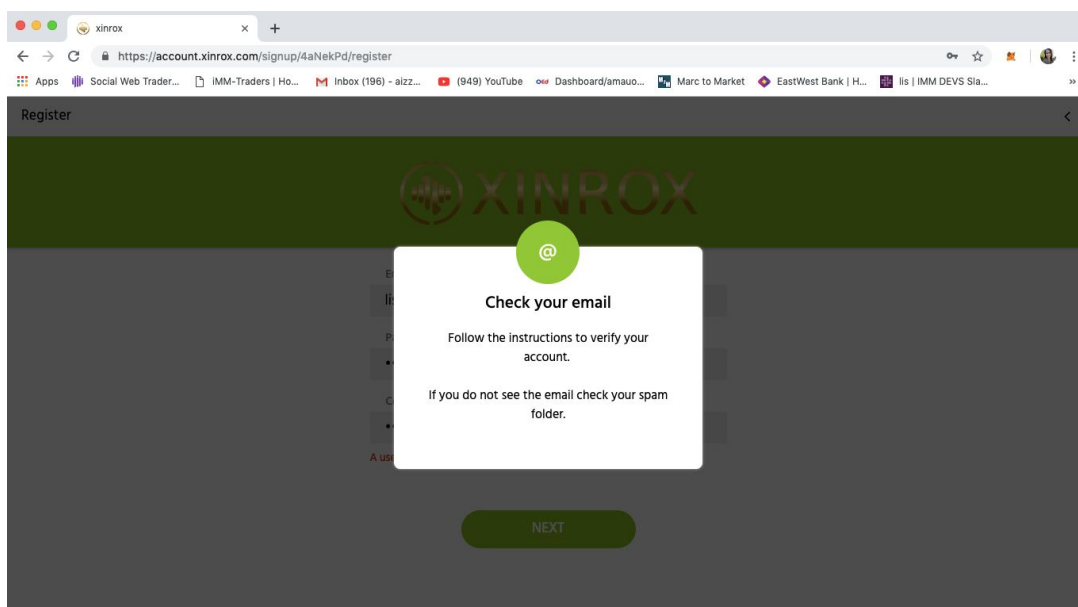 xinrox
https://account.xinrox.com/signup/4aNekPd/register
Apps Social Web Trader... iMM-Traders | Ho... Inbox (196) - aizz... (949) YouTube Dashboard/amauo... Marc to Market EastWest Bank | H... lis | IMM DEVS Sla... »
Register
XINROX
@
Check your email
Follow the instructions to verify your
account.
If you do not see the email check your spam
folder.
A use
NEXT